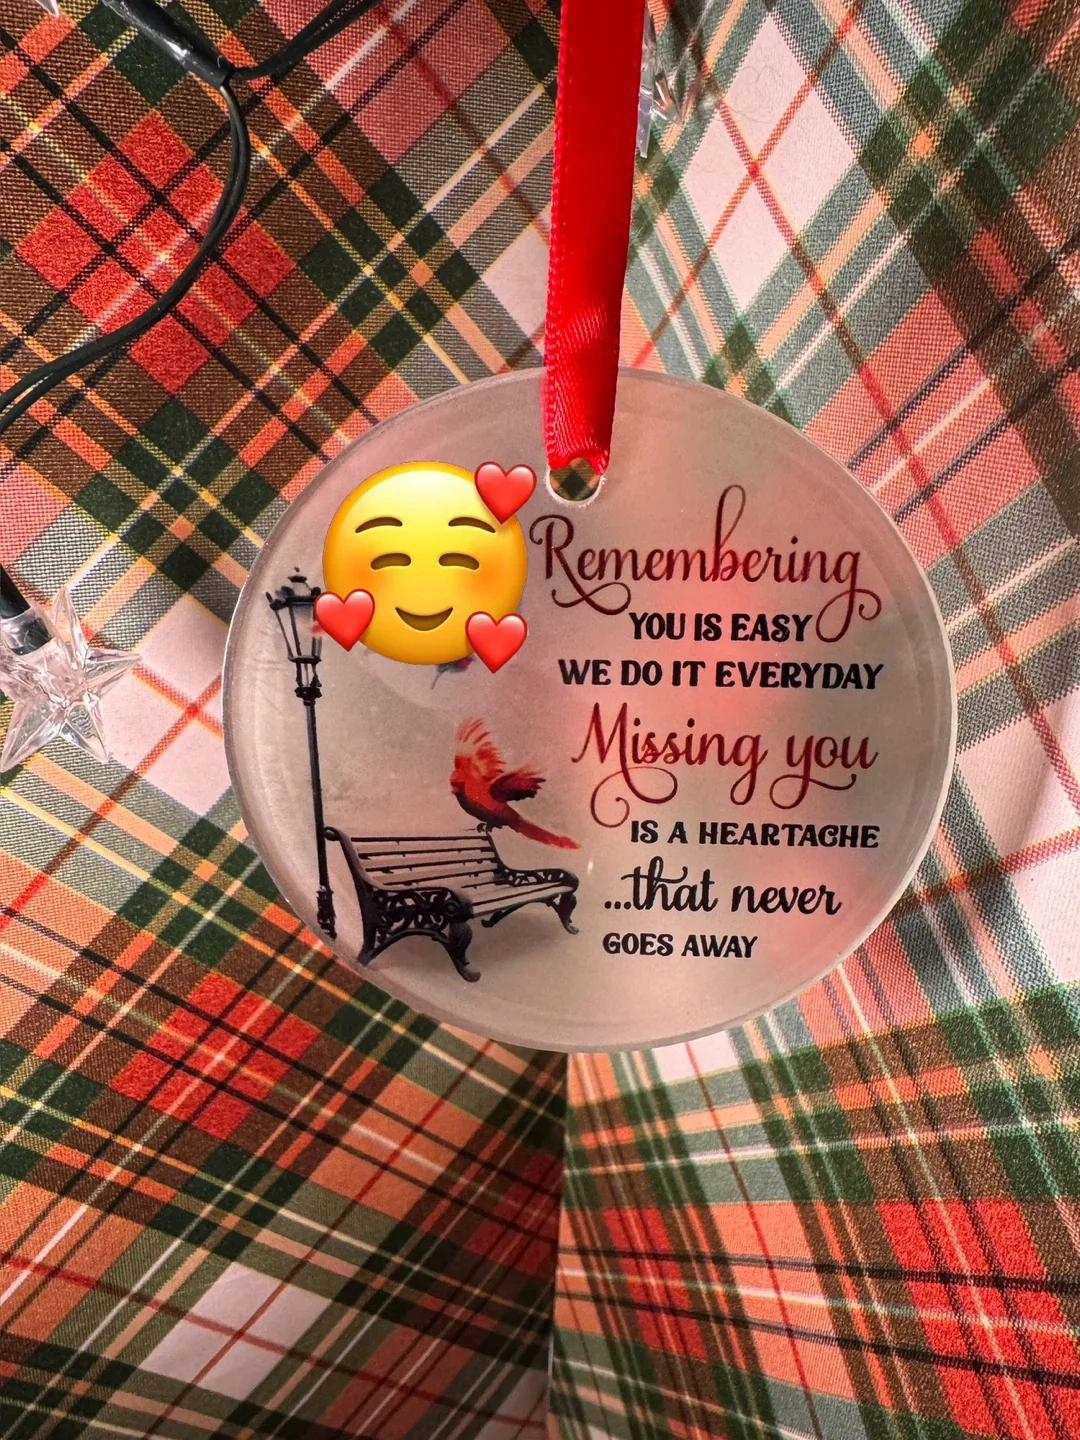 Remembering
YOU IS EASY
WE DO IT EVERYDAY
Missing you
IS A HEARTACHE
...that never
GOES AWAY